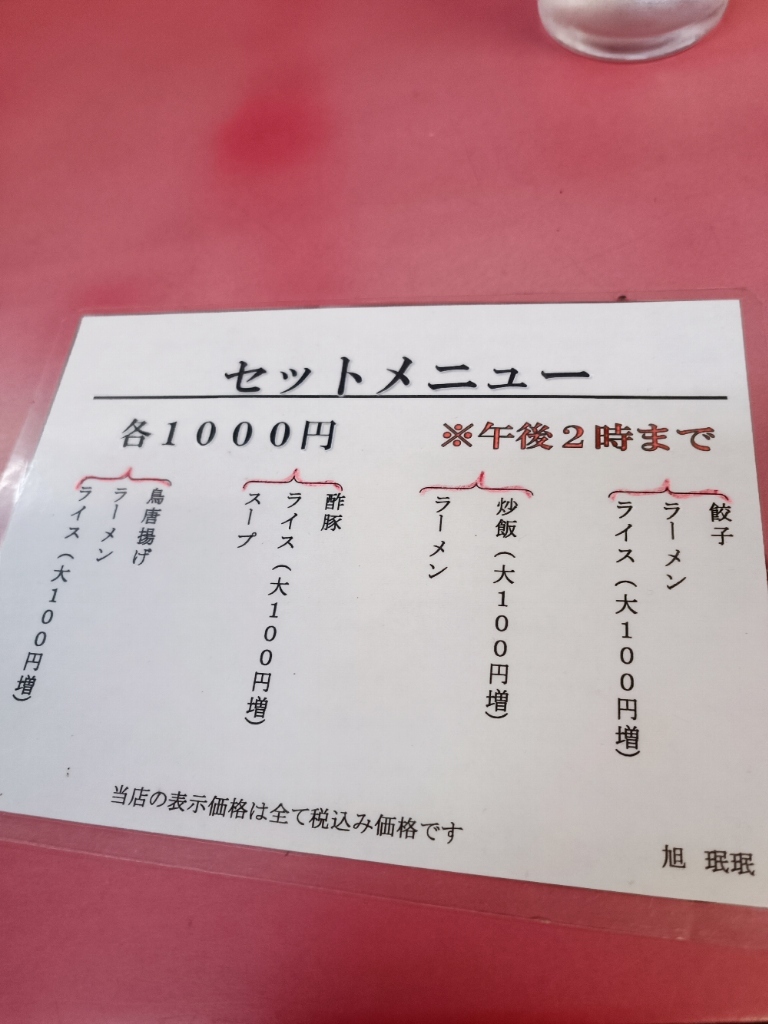 セットメニュー
各１０００円
※午後２時まで
餃子
ラーメン
ライス（大１００円増）
炒飯（大１００円増）
ラーメン
酢豚
ライス（大１００円増）
スープ
鳥唐揚げ
ラーメン
ライス（大１００円増）
当店の表示価格は全て税込み価格です
旭　珉珉